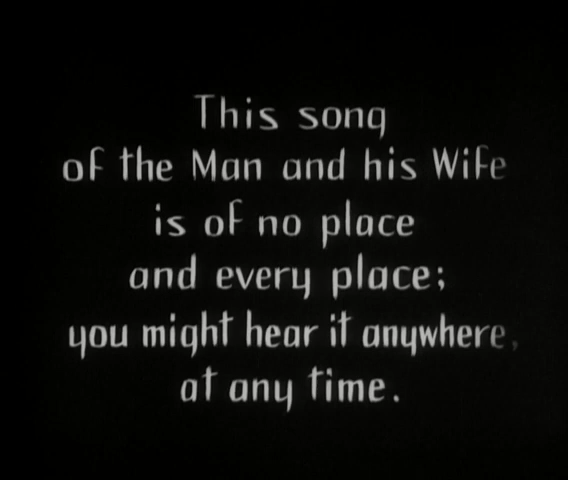 This song
of the Man and his Wife
is of no place
and every place;
you might hear it anywhere,
at any time.